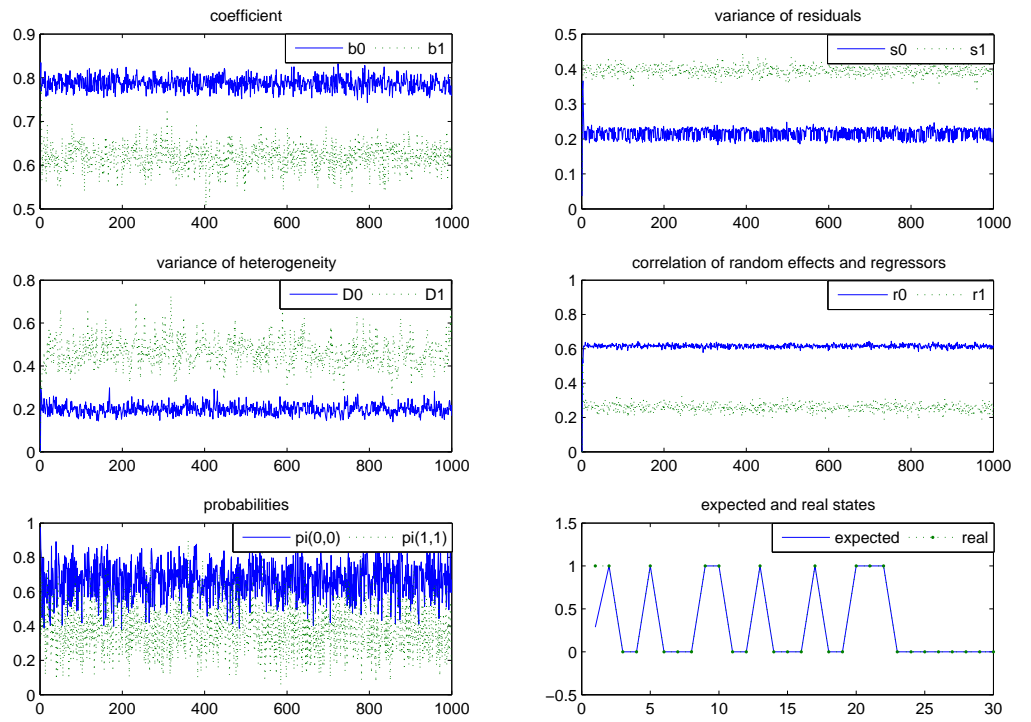 coefficient
b0 b1
0.9
0.8
0.7
0.6
0.5
0 200 400 600 800 1000
variance of residuals
s0 s1
0.5
0.4
0.3
0.2
0.1
0
0 200 400 600 800 1000
variance of heterogeneity
D0 D1
0.8
0.6
0.4
0.2
0
0 200 400 600 800 1000
correlation of random effects and regressors
r0 r1
1
0.8
0.6
0.4
0.2
0
0 200 400 600 800 1000
probabilities
pi(0,0) pi(1,1)
1
0.8
0.6
0.4
0.2
0
0 200 400 600 800 1000
expected and real states
expected real
1.5
1
0.5
0
−0.5
0 5 10 15 20 25 30